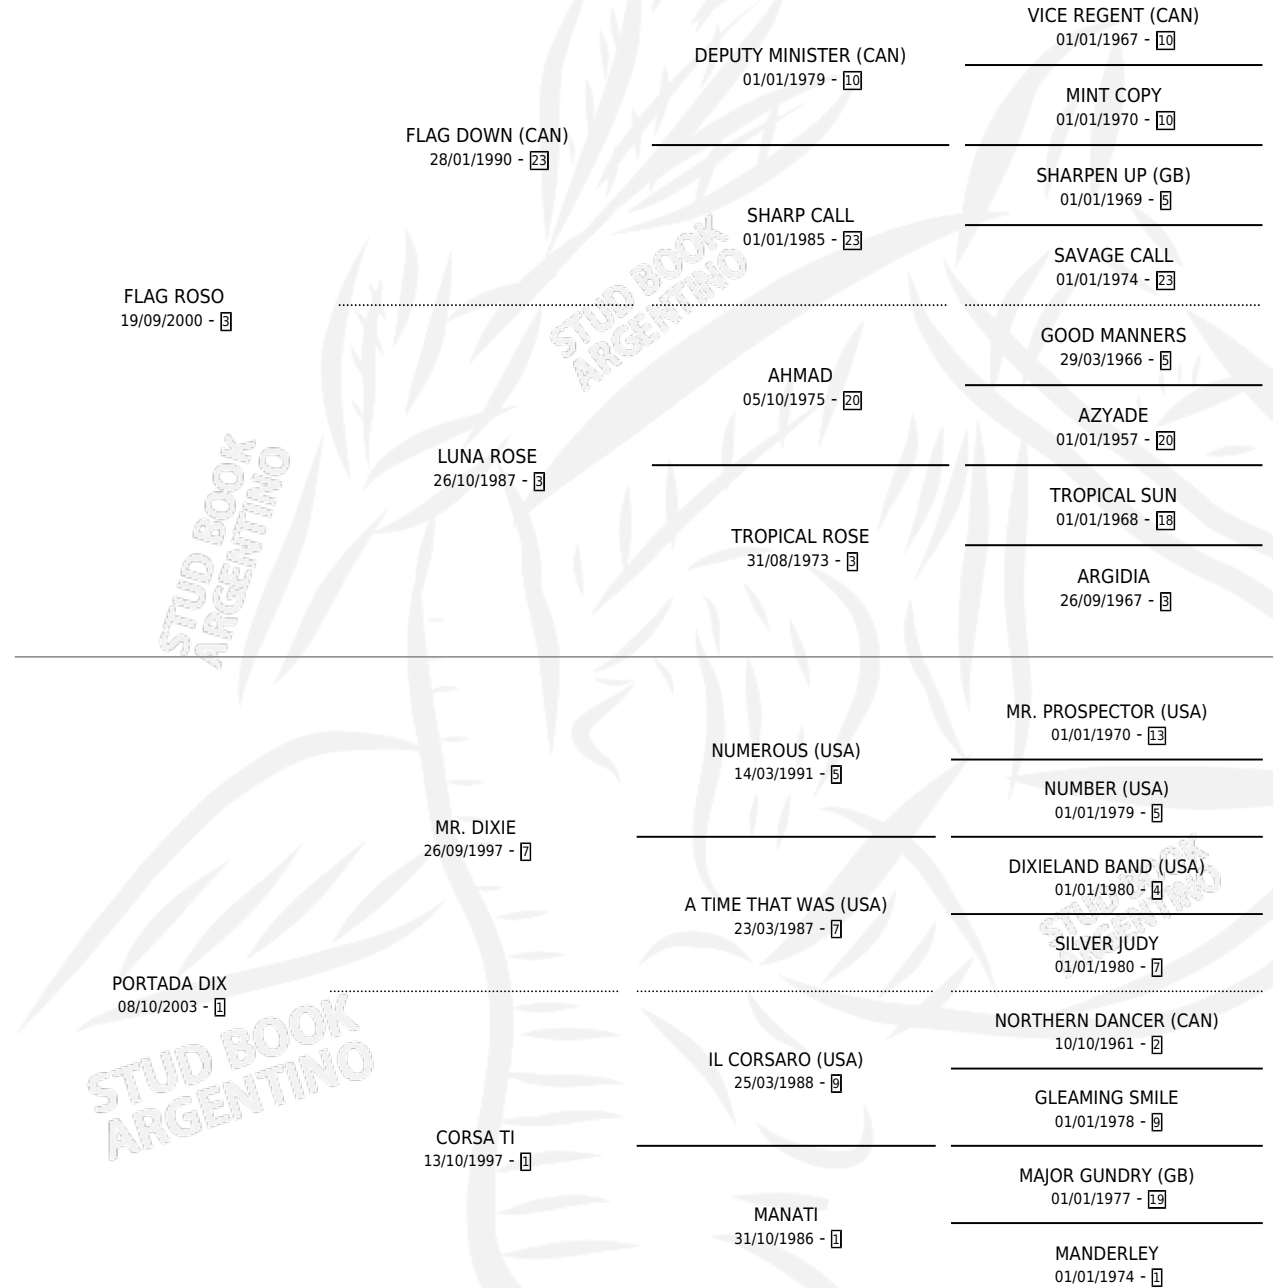 VICE REGENT (CAN)
01/01/1967 - 10
DEPUTY MINISTER (CAN)
01/01/1979 - 10
MINT COPY
01/01/1970 - 10
FLAG DOWN (CAN)
28/01/1990 - 23
SHARPEN UP (GB)
01/01/1969 - 5
SHARP CALL
01/01/1985 - 23
SAVAGE CALL
01/01/1974 - 23
FLAG ROSO
19/09/2000 - 3
GOOD MANNERS
29/03/1966 - 5
AHMAD
05/10/1975 - 20
AZYADE
01/01/1957 - 20
LUNA ROSE
26/10/1987 - 3
TROPICAL SUN
01/01/1968 - 18
TROPICAL ROSE
31/08/1973 - 3
ARGIDIA
26/09/1967 - 3
STUD BOOK
ARGENTINO
STUD BOOK
ARGENTINO
MR. PROSPECTOR (USA)
01/01/1970 - 13
NUMEROUS (USA)
14/03/1991 - 5
NUMBER (USA)
01/01/1979 - 5
MR. DIXIE
26/09/1997 - 7
DIXIELAND BAND (USA)
01/01/1980 - 4
A TIME THAT WAS (USA)
23/03/1987 - 7
SILVER JUDY
01/01/1980 - 7
STUD BOOK
ARGENTINO
PORTADA DIX
08/10/2003 - 1
NORTHERN DANCER (CAN)
10/10/1961 - 2
IL CORSARO (USA)
25/03/1988 - 9
GLEAMING SMILE
01/01/1978 - 9
STUD BOOK
ARGENTINO
CORSA TI
13/10/1997 - 1
MAJOR GUNDRY (GB)
01/01/1977 - 19
MANATI
31/10/1986 - 1
MANDERLEY
01/01/1974 - 1